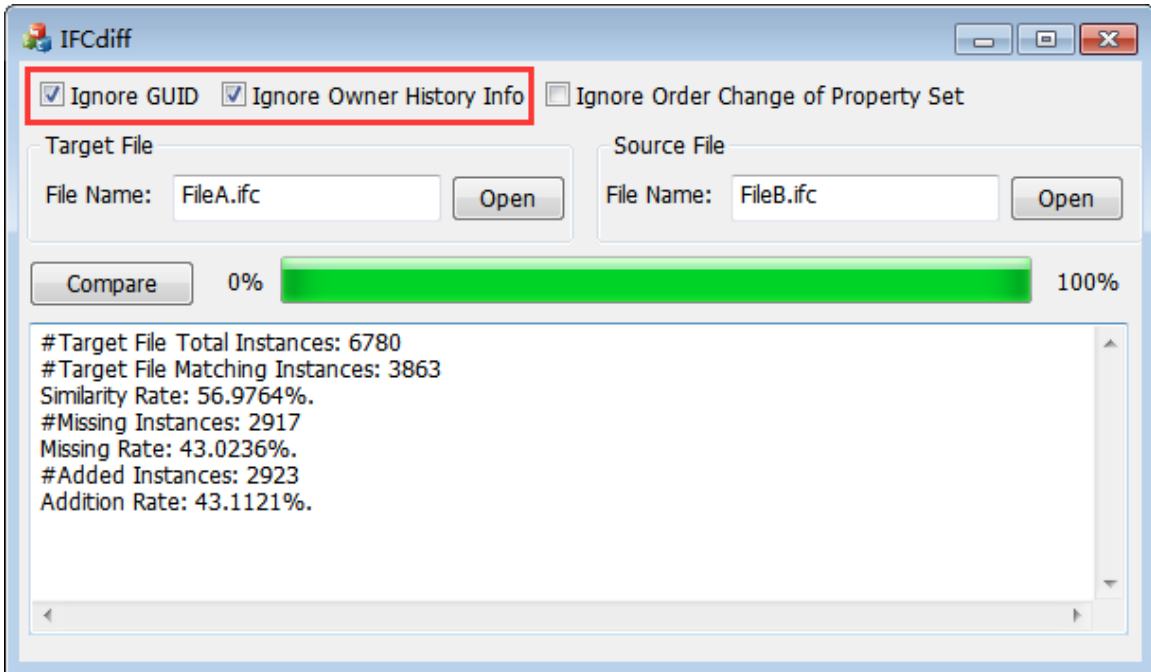 IFCdiff
Ignore GUID Ignore Owner History Info Ignore Order Change of Property Set
Target File Source File
File Name: FileA.ifc Open File Name: FileB.ifc Open
Compare 0% 100%
#Target File Total Instances: 6780
#Target File Matching Instances: 3863
Similarity Rate: 56.9764%.
#Missing Instances: 2917
Missing Rate: 43.0236%.
#Added Instances: 2923
Addition Rate: 43.1121%.